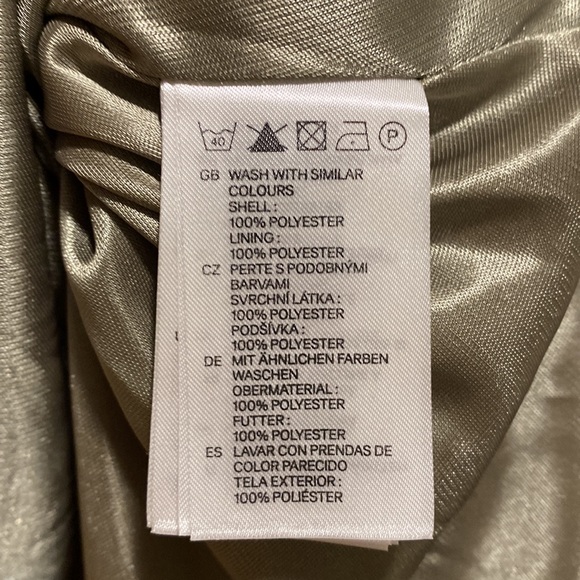 40 P
GB WASH WITH SIMILAR
COLOURS
SHELL :
100% POLYESTER
LINING :
100% POLYESTER
CZ PERTE S PODOBNÝMI
BARVAMI
SVRCHNÍ LÁTKA :
100% POLYESTER
PODŠÍVKA :
100% POLYESTER
DE MIT ÄHNLICHEN FARBEN
WASCHEN
OBERMATERIAL :
100% POLYESTER
FUTTER :
100% POLYESTER
ES LAVAR CON PRENDAS DE
COLOR PARECIDO
TELA EXTERIOR :
100% POLIÉSTER